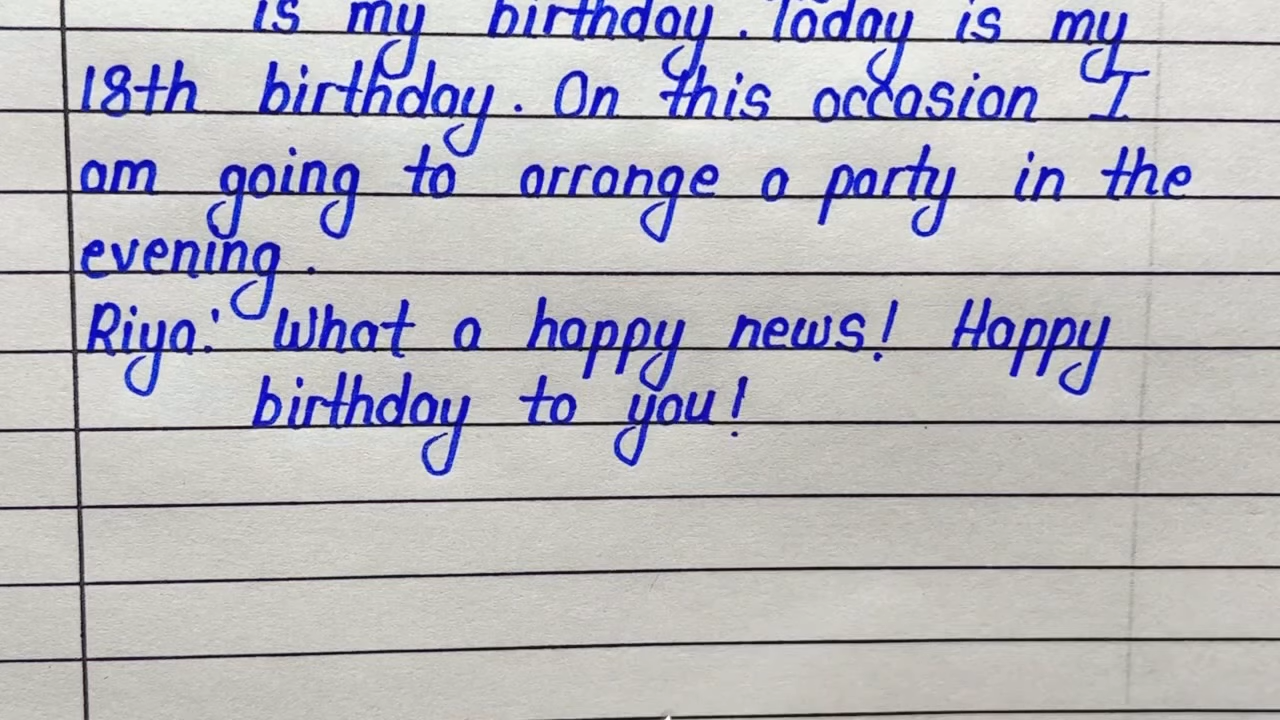 is my birthday. Today is my
18th birthday. On this occasion I
am going to arrange a party in the
evening.
Riya: What a happy news! Happy
birthday to you!